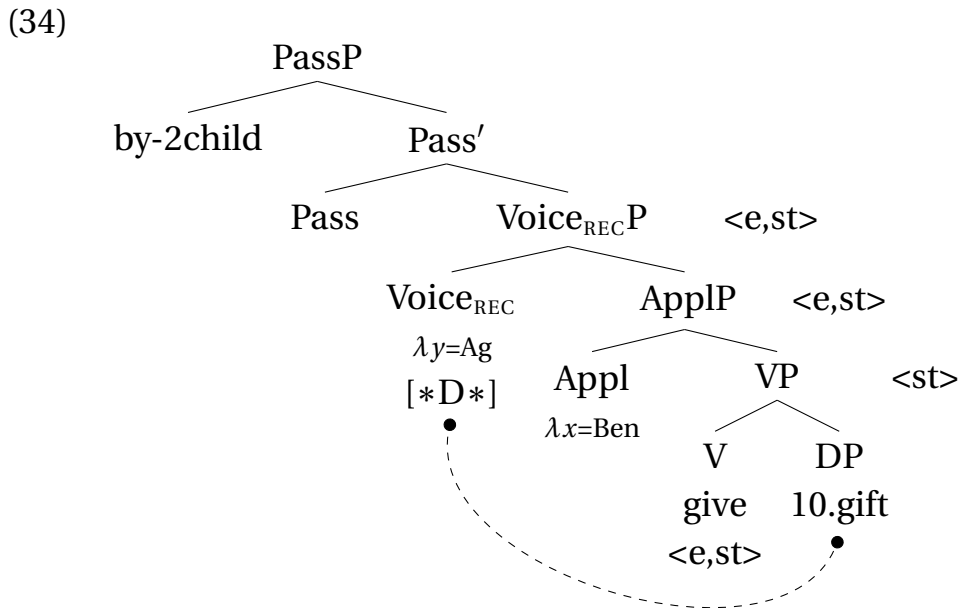 (34)
PassP
by-2child Pass′
Pass Voice_REC P <e,st>
Voice_REC ApplP <e,st>
λy=Ag
[∗D∗] Appl VP <st>
λx=Ben
V DP
give 10.gift
<e,st>